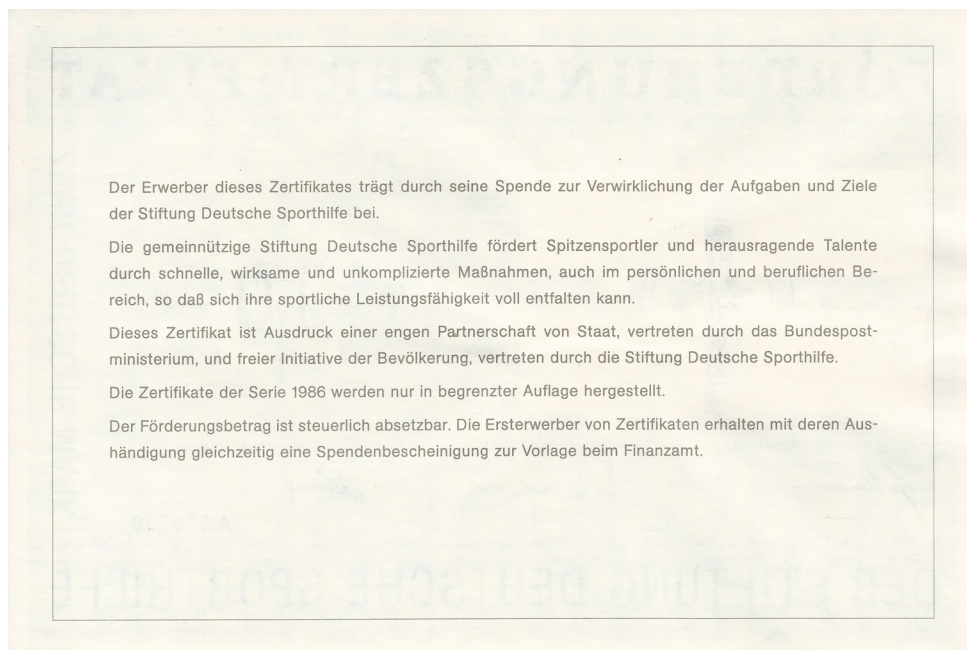 Der Erwerber dieses Zertifikates trägt durch seine Spende zur Verwirklichung der Aufgaben und Ziele
der Stiftung Deutsche Sporthilfe bei.
Die gemeinnützige Stiftung Deutsche Sporthilfe fördert Spitzensportler und herausragende Talente
durch schnelle, wirksame und unkomplizierte Maßnahmen, auch im persönlichen und beruflichen Be-
reich, so daß sich ihre sportliche Leistungsfähigkeit voll entfalten kann.
Dieses Zertifikat ist Ausdruck einer engen Partnerschaft von Staat, vertreten durch das Bundespost-
ministerium, und freier Initiative der Bevölkerung, vertreten durch die Stiftung Deutsche Sporthilfe.
Die Zertifikate der Serie 1986 werden nur in begrenzter Auflage hergestellt.
Der Förderungsbetrag ist steuerlich absetzbar. Die Ersterwerber von Zertifikaten erhalten mit deren Aus-
händigung gleichzeitig eine Spendenbescheinigung zur Vorlage beim Finanzamt.